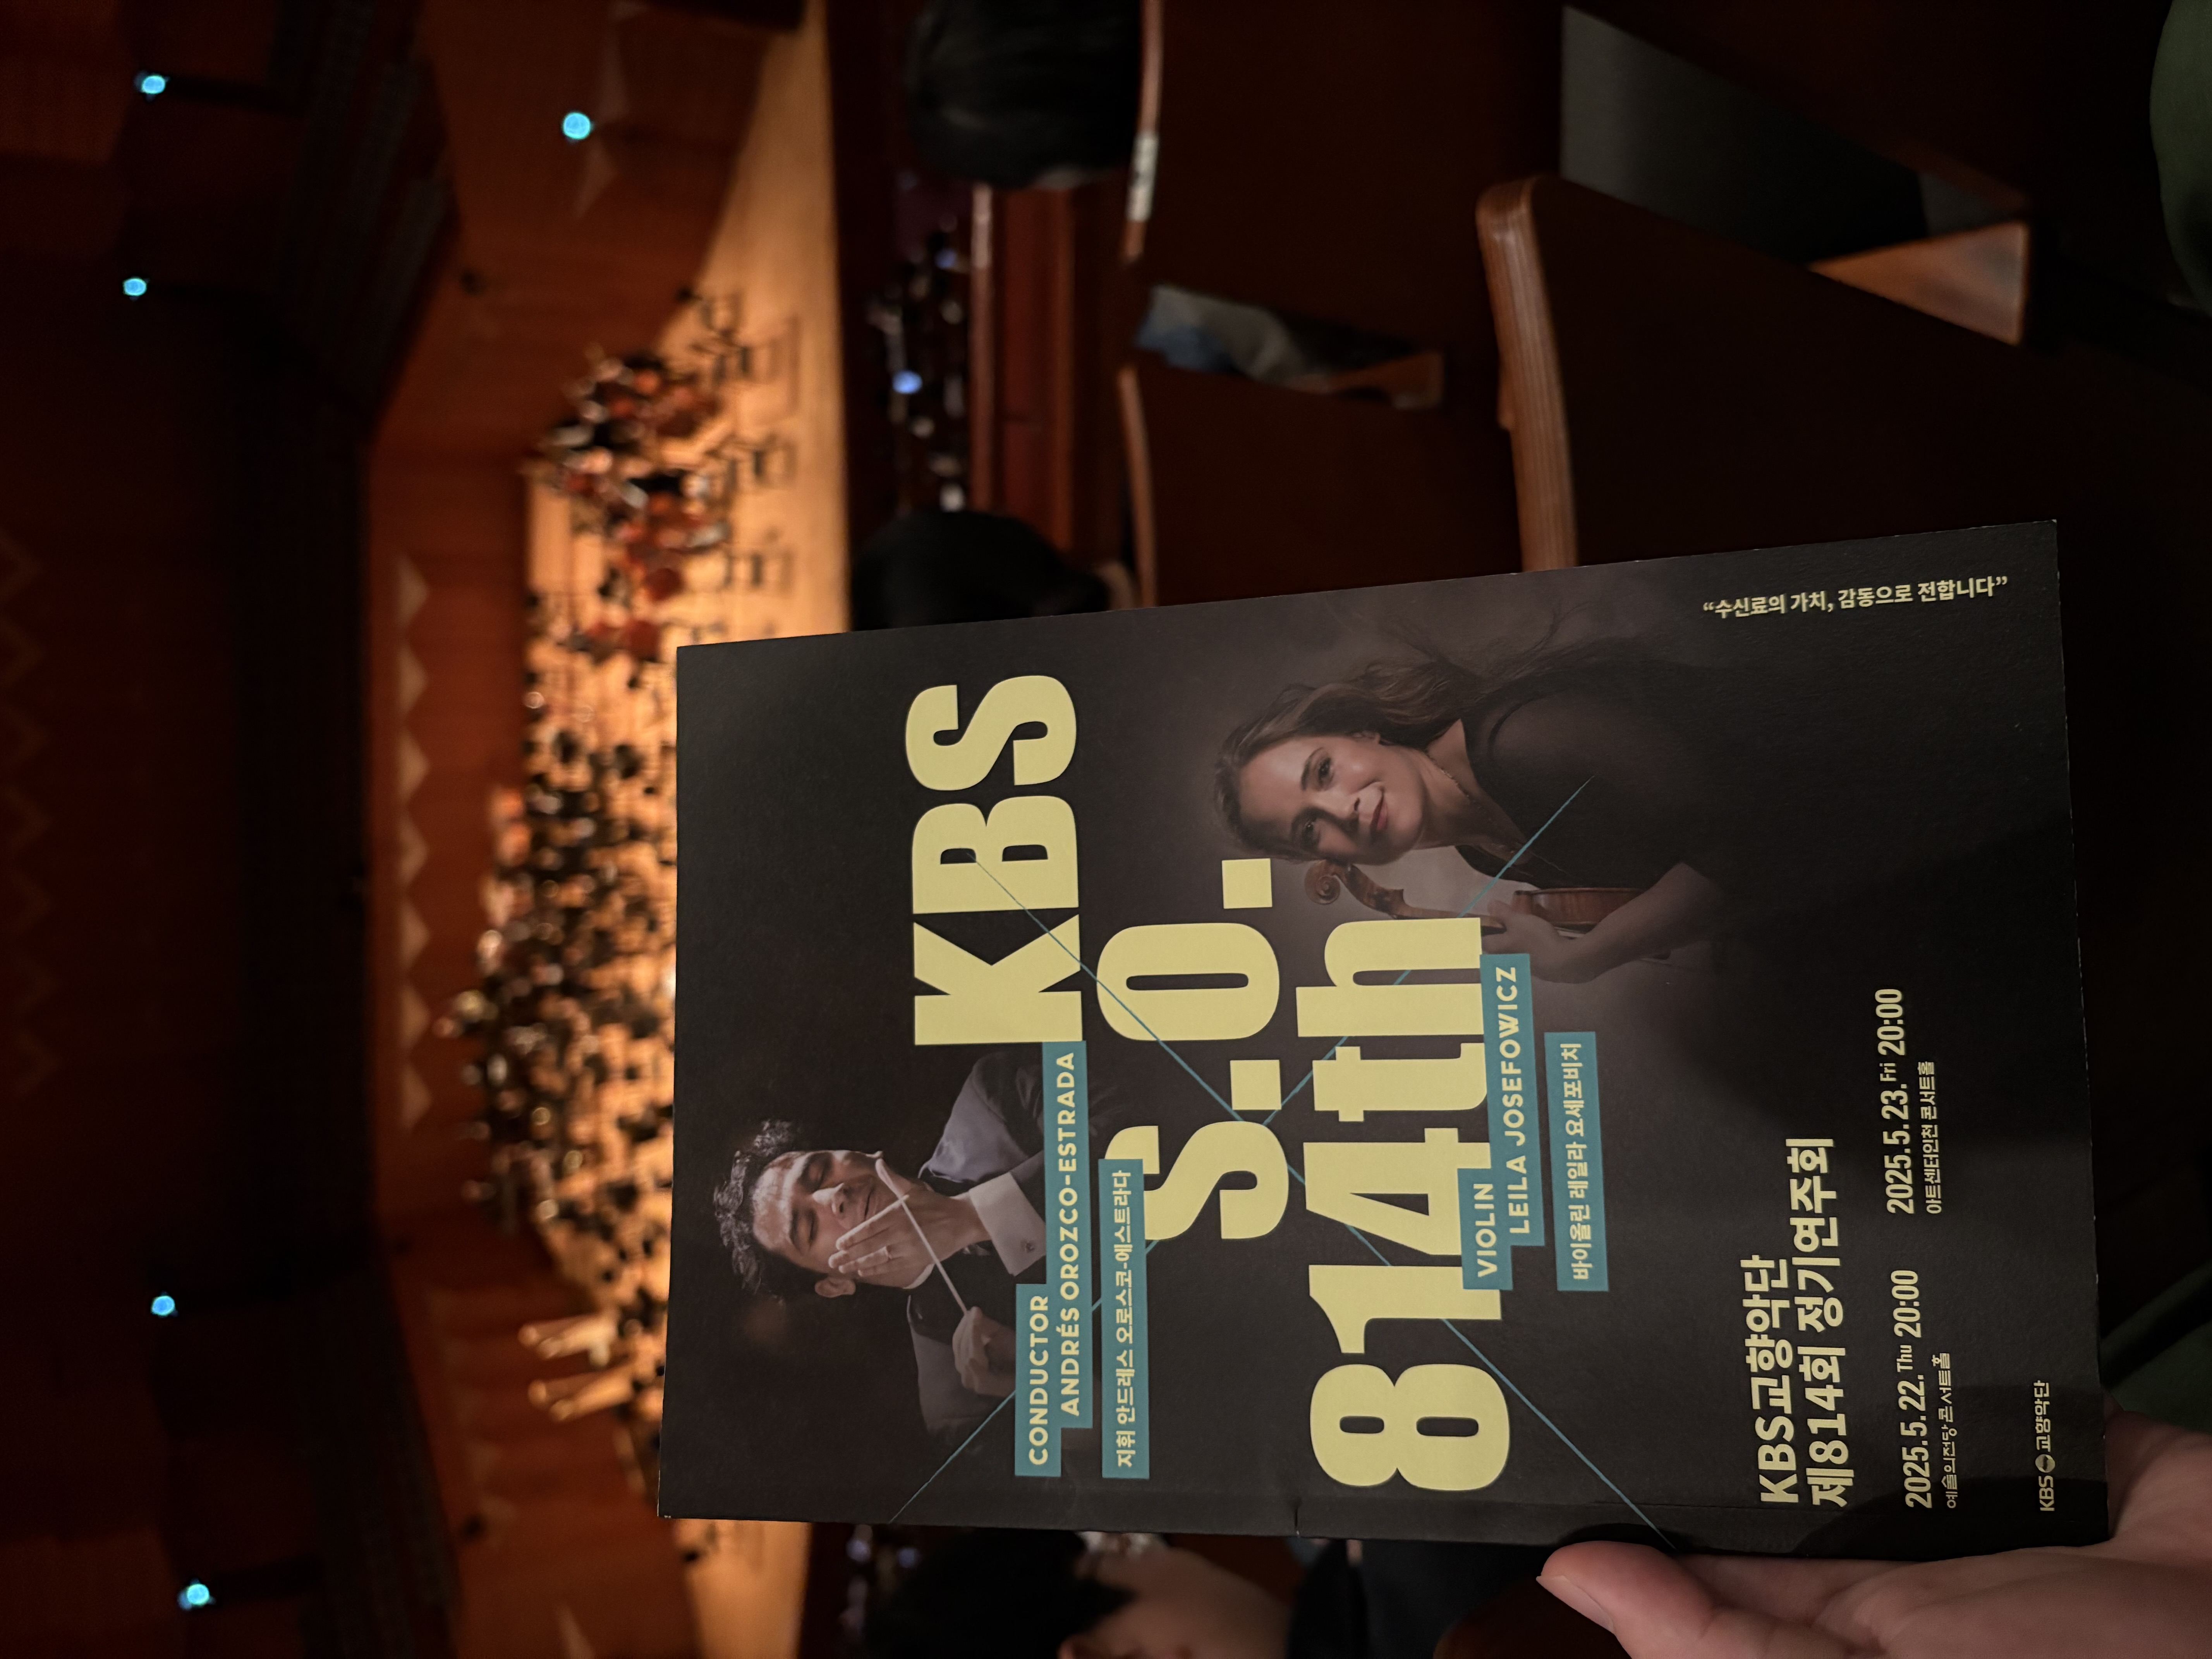 CONDUCTOR
ANDRÉS OROZCO-ESTRADA
지휘 안드레스 오로스코-에스트라다
KBS
S.O.
814th
VIOLIN
LEILA JOSEFOWICZ
바이올린 레일라 요세포비치
KBS교향악단
제814회 정기연주회
2025.5.22.Thu 20:00
예술의전당 콘서트홀
2025.5.23.Fri 20:00
아트센터인천 콘서트홀
“수신료의 가치, 감동으로 전합니다”
KBS 교향악단